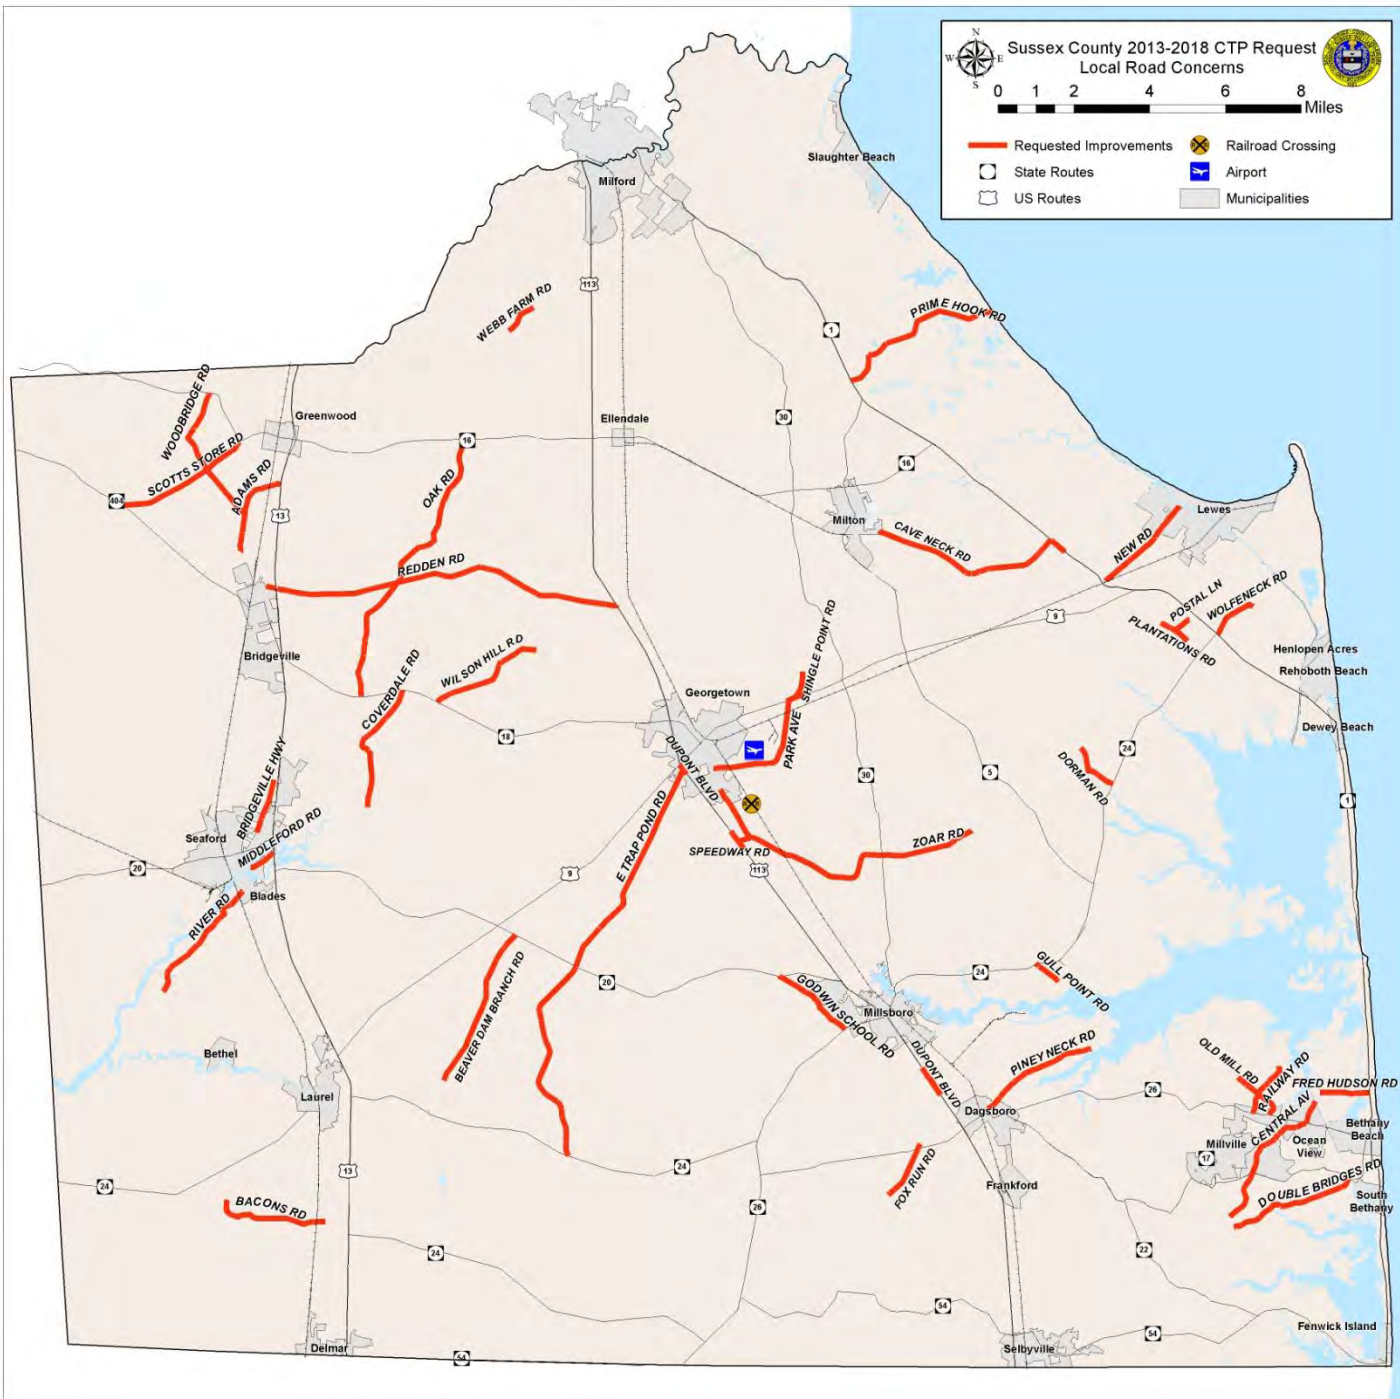 Sussex County 2013-2018 CTP Request
Local Road Concerns
N
W
E
S
0 1 2 4 6 8
Miles
Requested Improvements
Railroad Crossing
State Routes
Airport
US Routes
Municipalities
Slaughter Beach
Milford
113
WEBB FARM RD
PRIME HOOK RD
1
WOODBRIDGE RD
Greenwood
Ellendale
30
16
SCOTTS STORE RD
ADAMS RD
OAK RD
16
404
13
Milton
Lewes
CAVE NECK RD
NEW RD
REDDEN RD
POSTAL LN
WOLFENECK RD
9
PLANTATIONS RD
SHINGLE POINT RD
Bridgeville
WILSON HILL RD
COVERDALE RD
Henlopen Acres
Rehoboth Beach
Georgetown
Dewey Beach
18
DUPONT BLVD
PARK AVE
24
DORMAN RD
30
5
BRIDGEVILLE HWY
1
Seaford
MIDDLEFORD RD
E TRAP POND RD
ZOAR RD
SPEEDWAY RD
20
9
113
Blades
RIVER RD
BEAVER DAM BRANCH RD
20
GODWIN SCHOOL RD
24
GULL POINT RD
Millsboro
Bethel
DUPONT BLVD
PINEY NECK RD
OLD MILL RD
RAILWAY RD
FRED HUDSON RD
Laurel
26
Dagsboro
CENTRAL AV
Bethany
Beach
Millville
Ocean
View
17
24
13
24
FOX RUN RD
Frankford
DOUBLE BRIDGES RD
South
Bethany
BACONS RD
26
24
22
54
Fenwick Island
54
Delmar
54
Selbyville